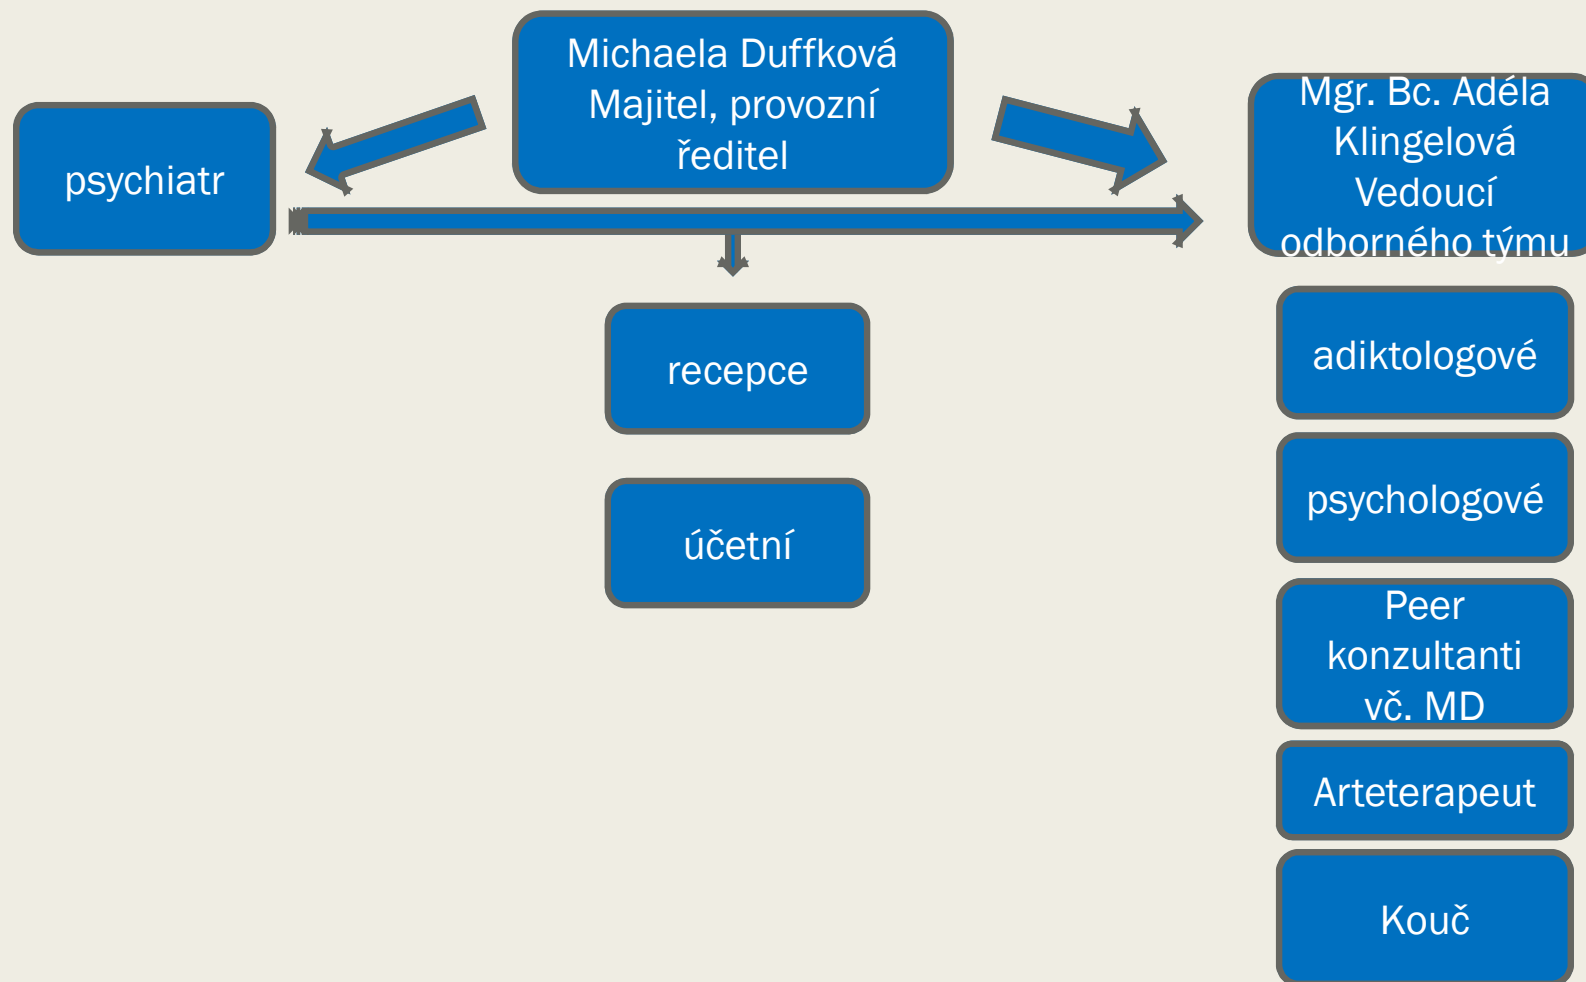 Michaela Duffková
Majitel, provozní
ředitel
psychiatr
Mgr. Bc. Adéla
Klingelová
Vedoucí
odborného týmu
recepce
účetní
adiktologové
psychologové
Peer
konzultanti
vč. MD
Arteterapeut
Kouč